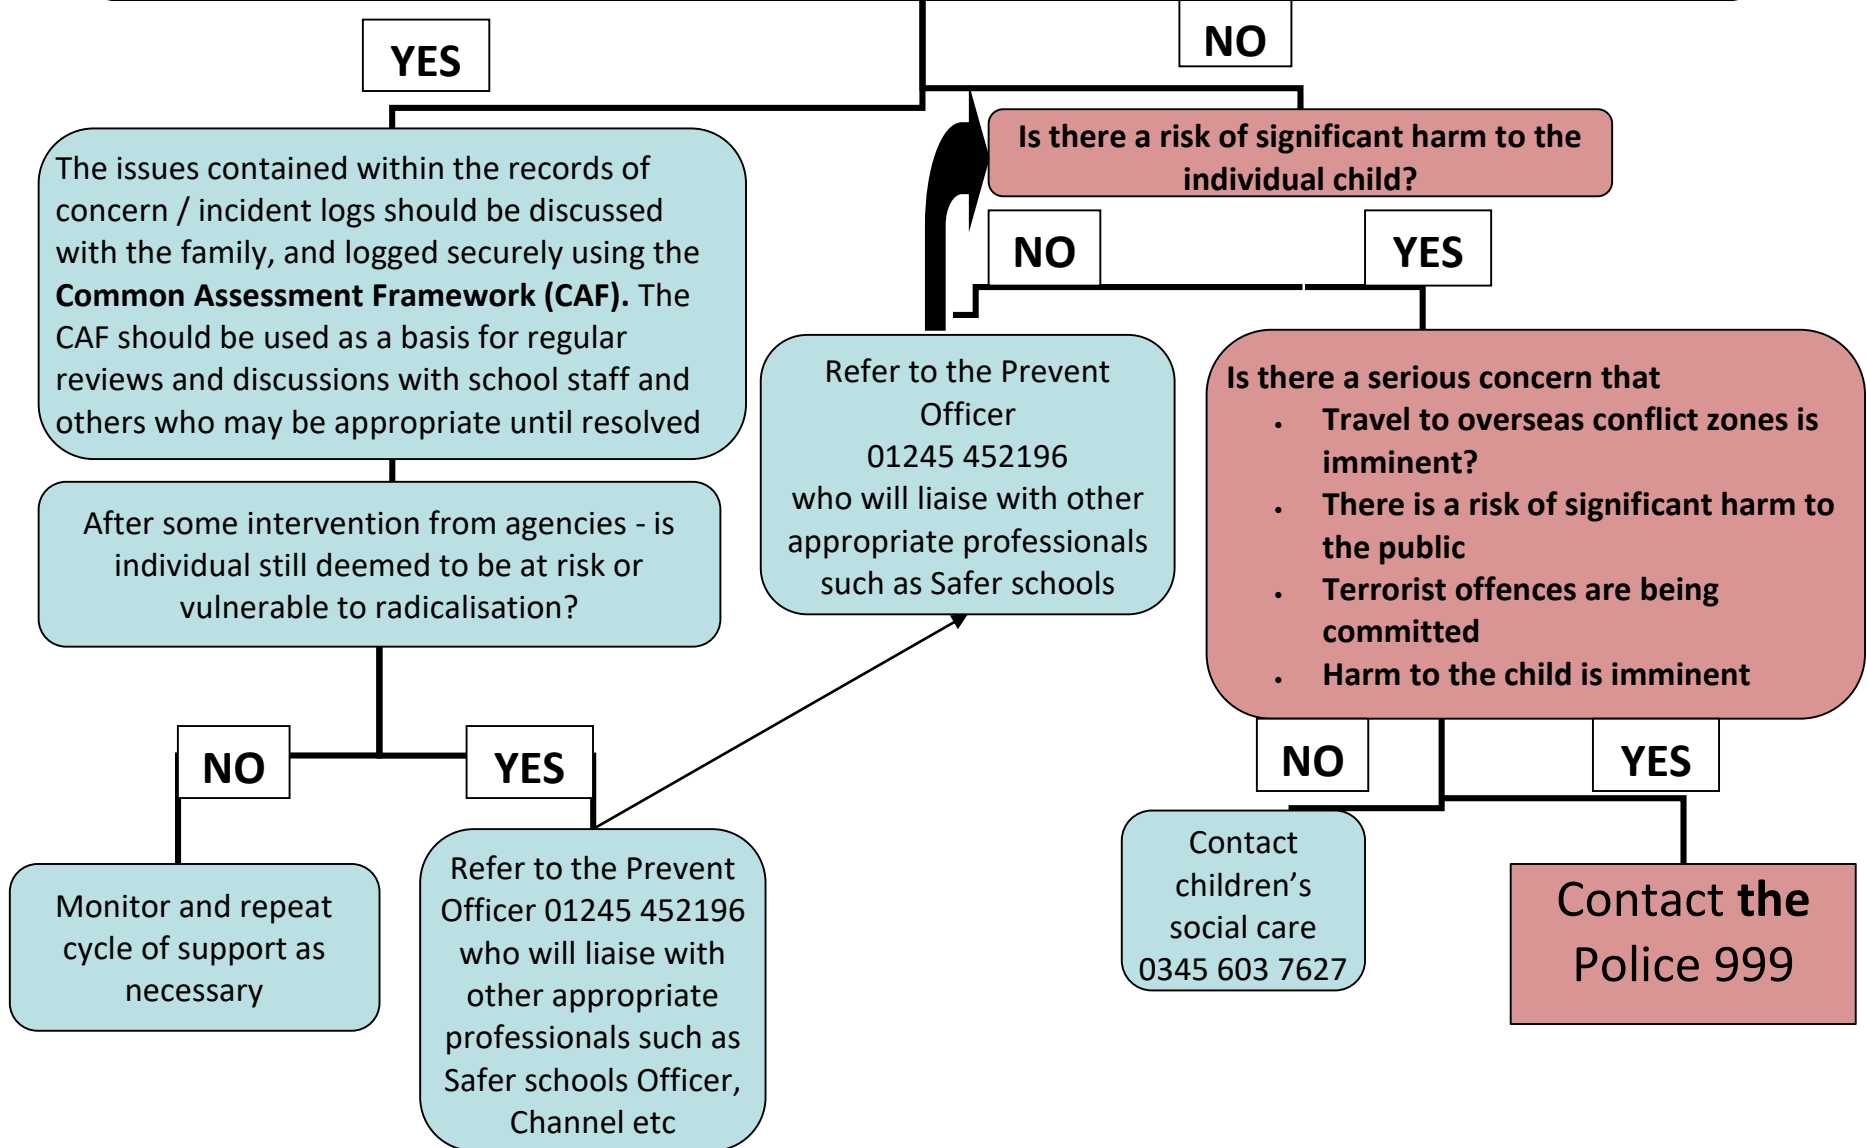 YES
NO
The issues contained within the records of
concern / incident logs should be discussed
with the family, and logged securely using the
Common Assessment Framework (CAF). The
CAF should be used as a basis for regular
reviews and discussions with school staff and
others who may be appropriate until resolved
After some intervention from agencies - is
individual still deemed to be at risk or
vulnerable to radicalisation?
NO
YES
Monitor and repeat
cycle of support as
necessary
Refer to the Prevent
Officer 01245 452196
who will liaise with
other appropriate
professionals such as
Safer schools Officer,
Channel etc
Is there a risk of significant harm to the
individual child?
NO
YES
Refer to the Prevent
Officer
01245 452196
who will liaise with other
appropriate professionals
such as Safer schools
Is there a serious concern that
• Travel to overseas conflict zones is
imminent?
• There is a risk of significant harm to
the public
• Terrorist offences are being
committed
• Harm to the child is imminent
NO
YES
Contact
children’s
social care
0345 603 7627
Contact the
Police 999